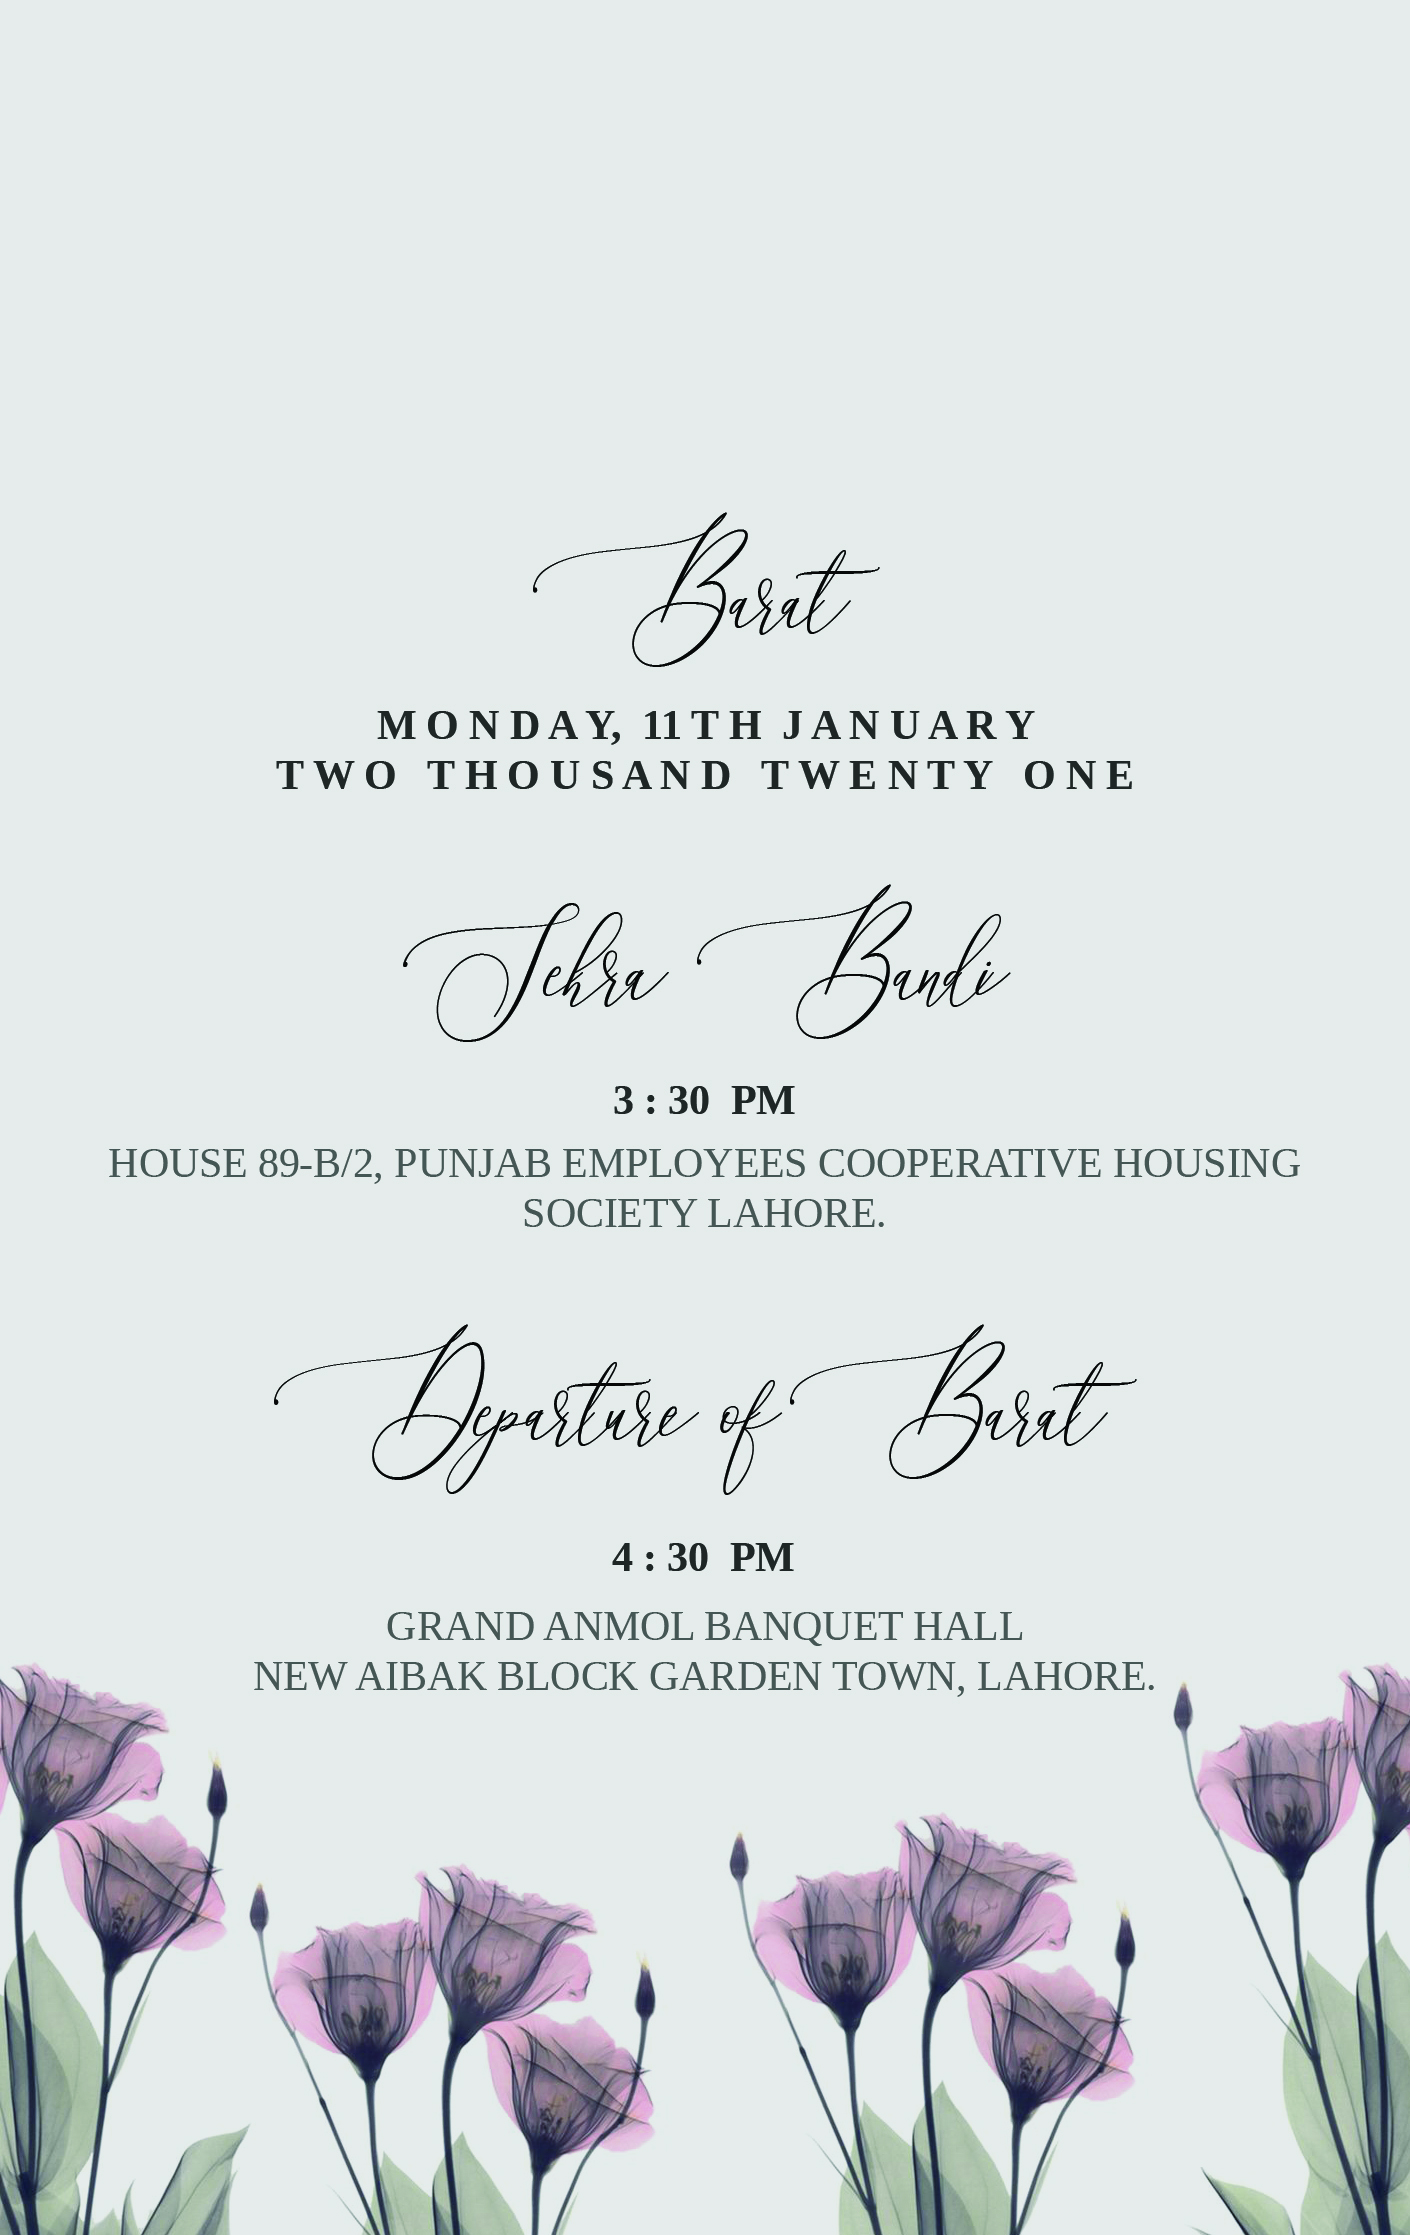 Barat
MONDAY, 11TH JANUARY
TWO THOUSAND TWENTY ONE
Sehra Bandi
3 : 30 PM
HOUSE 89-B/2, PUNJAB EMPLOYEES COOPERATIVE HOUSING
SOCIETY LAHORE.
Departure of Barat
4 : 30 PM
GRAND ANMOL BANQUET HALL
NEW AIBAK BLOCK GARDEN TOWN, LAHORE.